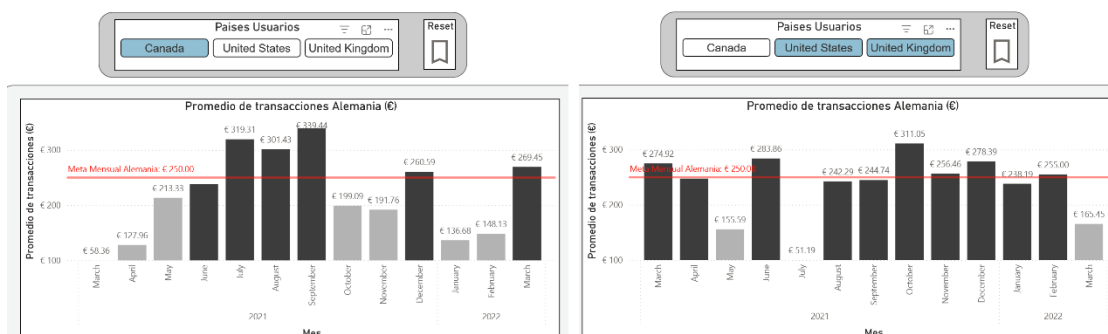 Paises Usuarios
Reset
Canada
United States
United Kingdom
Promedio de transacciones Alemania (€)
Promedio de transacciones (€)
€ 300
€ 200
€ 100
Meta Mensual Alemania: € 250.00
€ 58.36
€ 127.96
€ 213.33
€ 319.31
€ 301.43
€ 339.44
€ 199.09
€ 191.76
€ 260.59
€ 136.68
€ 148.13
€ 269.45
March
April
May
June
July
August
September
October
November
December
January
February
March
2021
2022
Mes
Paises Usuarios
Reset
Canada
United States
United Kingdom
Promedio de transacciones Alemania (€)
Promedio de transacciones (€)
€ 300
€ 200
€ 100
Meta Mensual Alemania: € 250.00
€ 274.92
€ 155.59
€ 283.86
€ 51.19
€ 242.29
€ 244.74
€ 311.05
€ 256.46
€ 278.39
€ 238.19
€ 255.00
€ 165.45
March
April
May
June
July
August
September
October
November
December
January
February
March
2021
2022
Mes